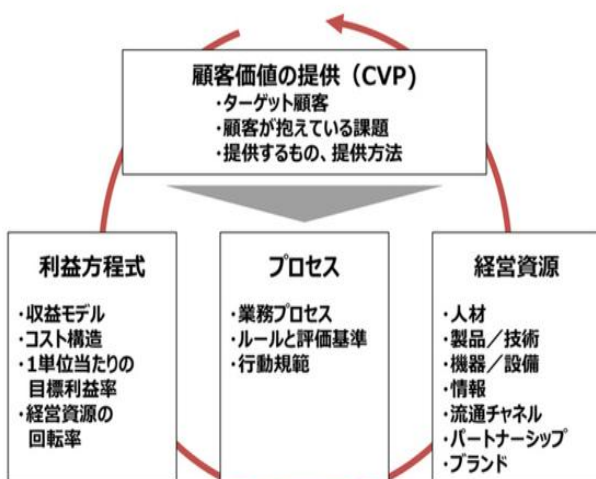 顧客価値の提供（CVP)
・ターゲット顧客
・顧客が抱えている課題
・提供するもの、提供方法
利益方程式
・収益モデル
・コスト構造
・1単位当たりの
目標利益率
・経営資源の
回転率
プロセス
・業務プロセス
・ルールと評価基準
・行動規範
経営資源
・人材
・製品／技術
・機器／設備
・情報
・流通チャネル
・パートナーシップ
・ブランド